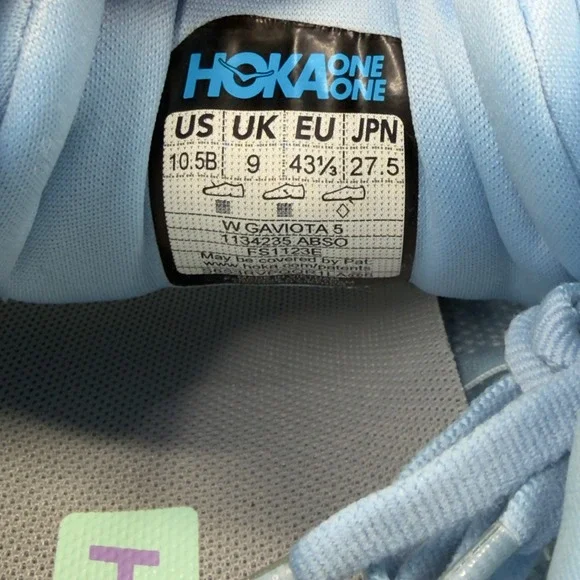 HOKA ONE ONE
US UK EU JPN
10.5B 9 43⅓ 27.5
W GAVIOTA 5
1134235 ABSO
FS1123E
May be covered by Pat:
www.hoka.com/patents
T